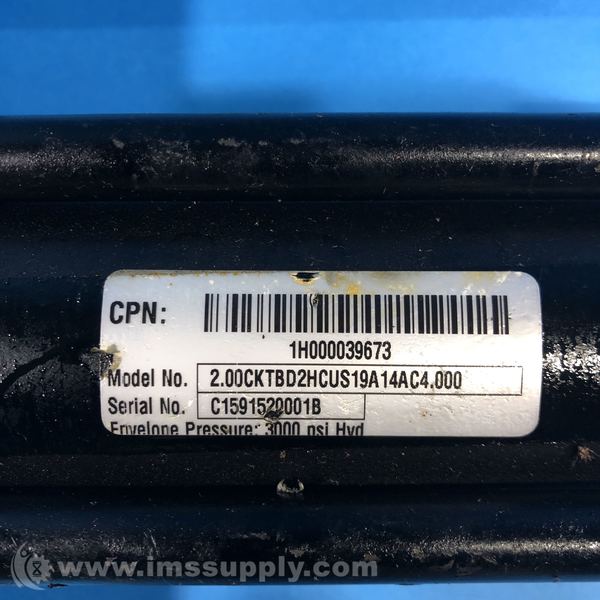 CPN:
1H000039673
Model No. 2.00CKTBD2HCUS19A14AC4.000
Serial No. C1591520001B
Envelope Pressure: 3000 psi Hyd
www.imssupply.com